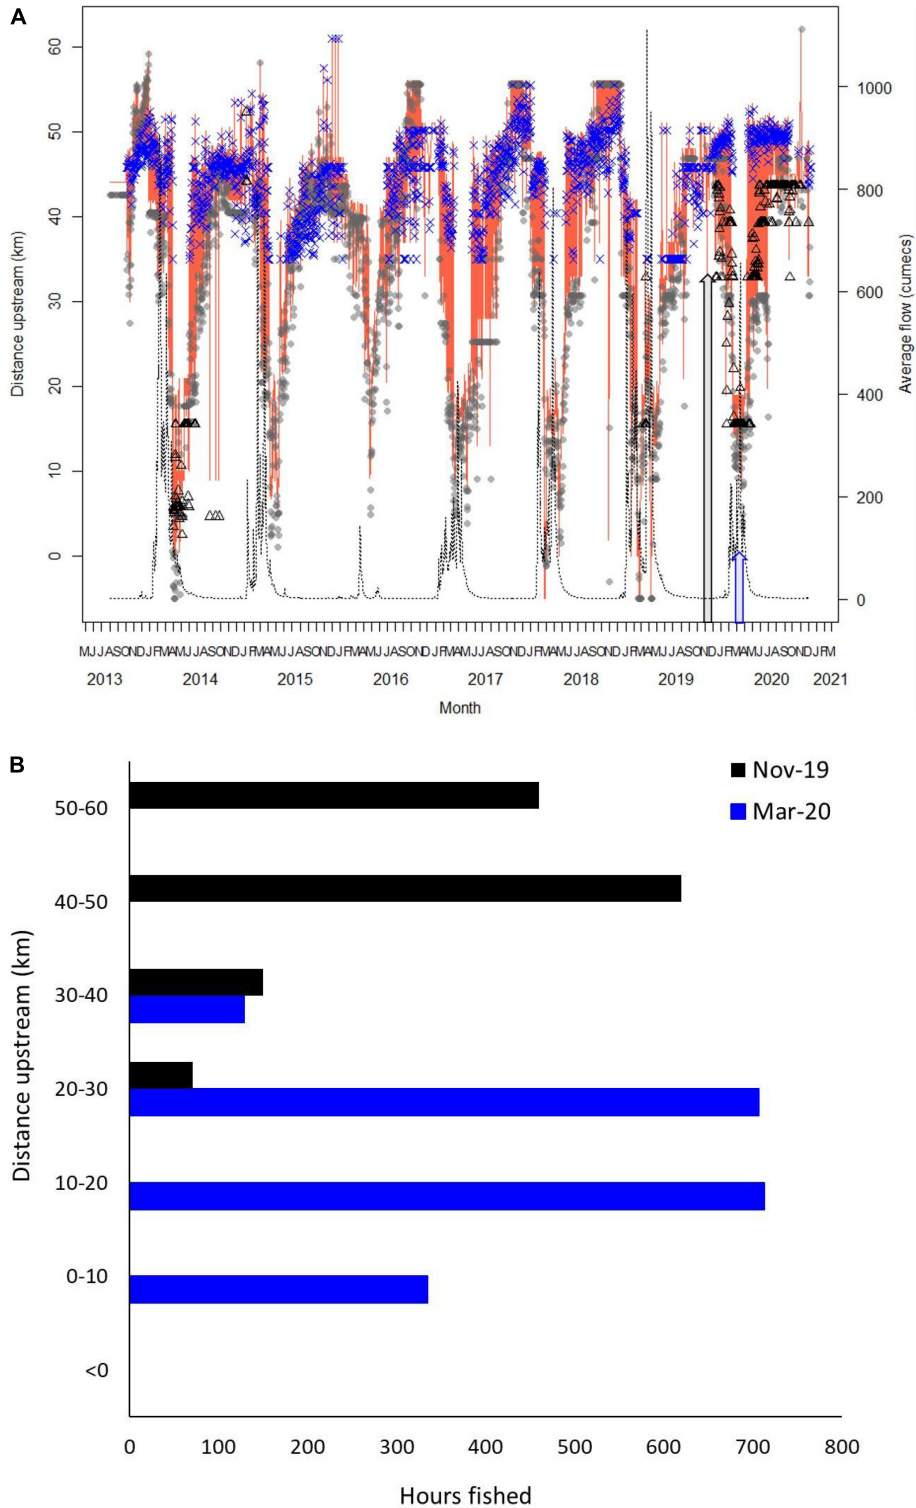 A
60
50
40
30
20
10
0
Distance upstream (km)
1000
800
600
400
200
0
Average flow (cumecs)
MJJASONDJFMAMJJASONDJFMAMJJASONDJFMAMJJASONDJFMAMJJASONDJFMAMJJASONDJFMAMJJASONDJFMAMJJASONDJFM
2013 2014 2015 2016 2017 2018 2019 2020 2021
Month
B
Nov-19
Mar-20
50-60
40-50
30-40
20-30
10-20
0-10
<0
Distance upstream (km)
0 100 200 300 400 500 600 700 800
Hours fished